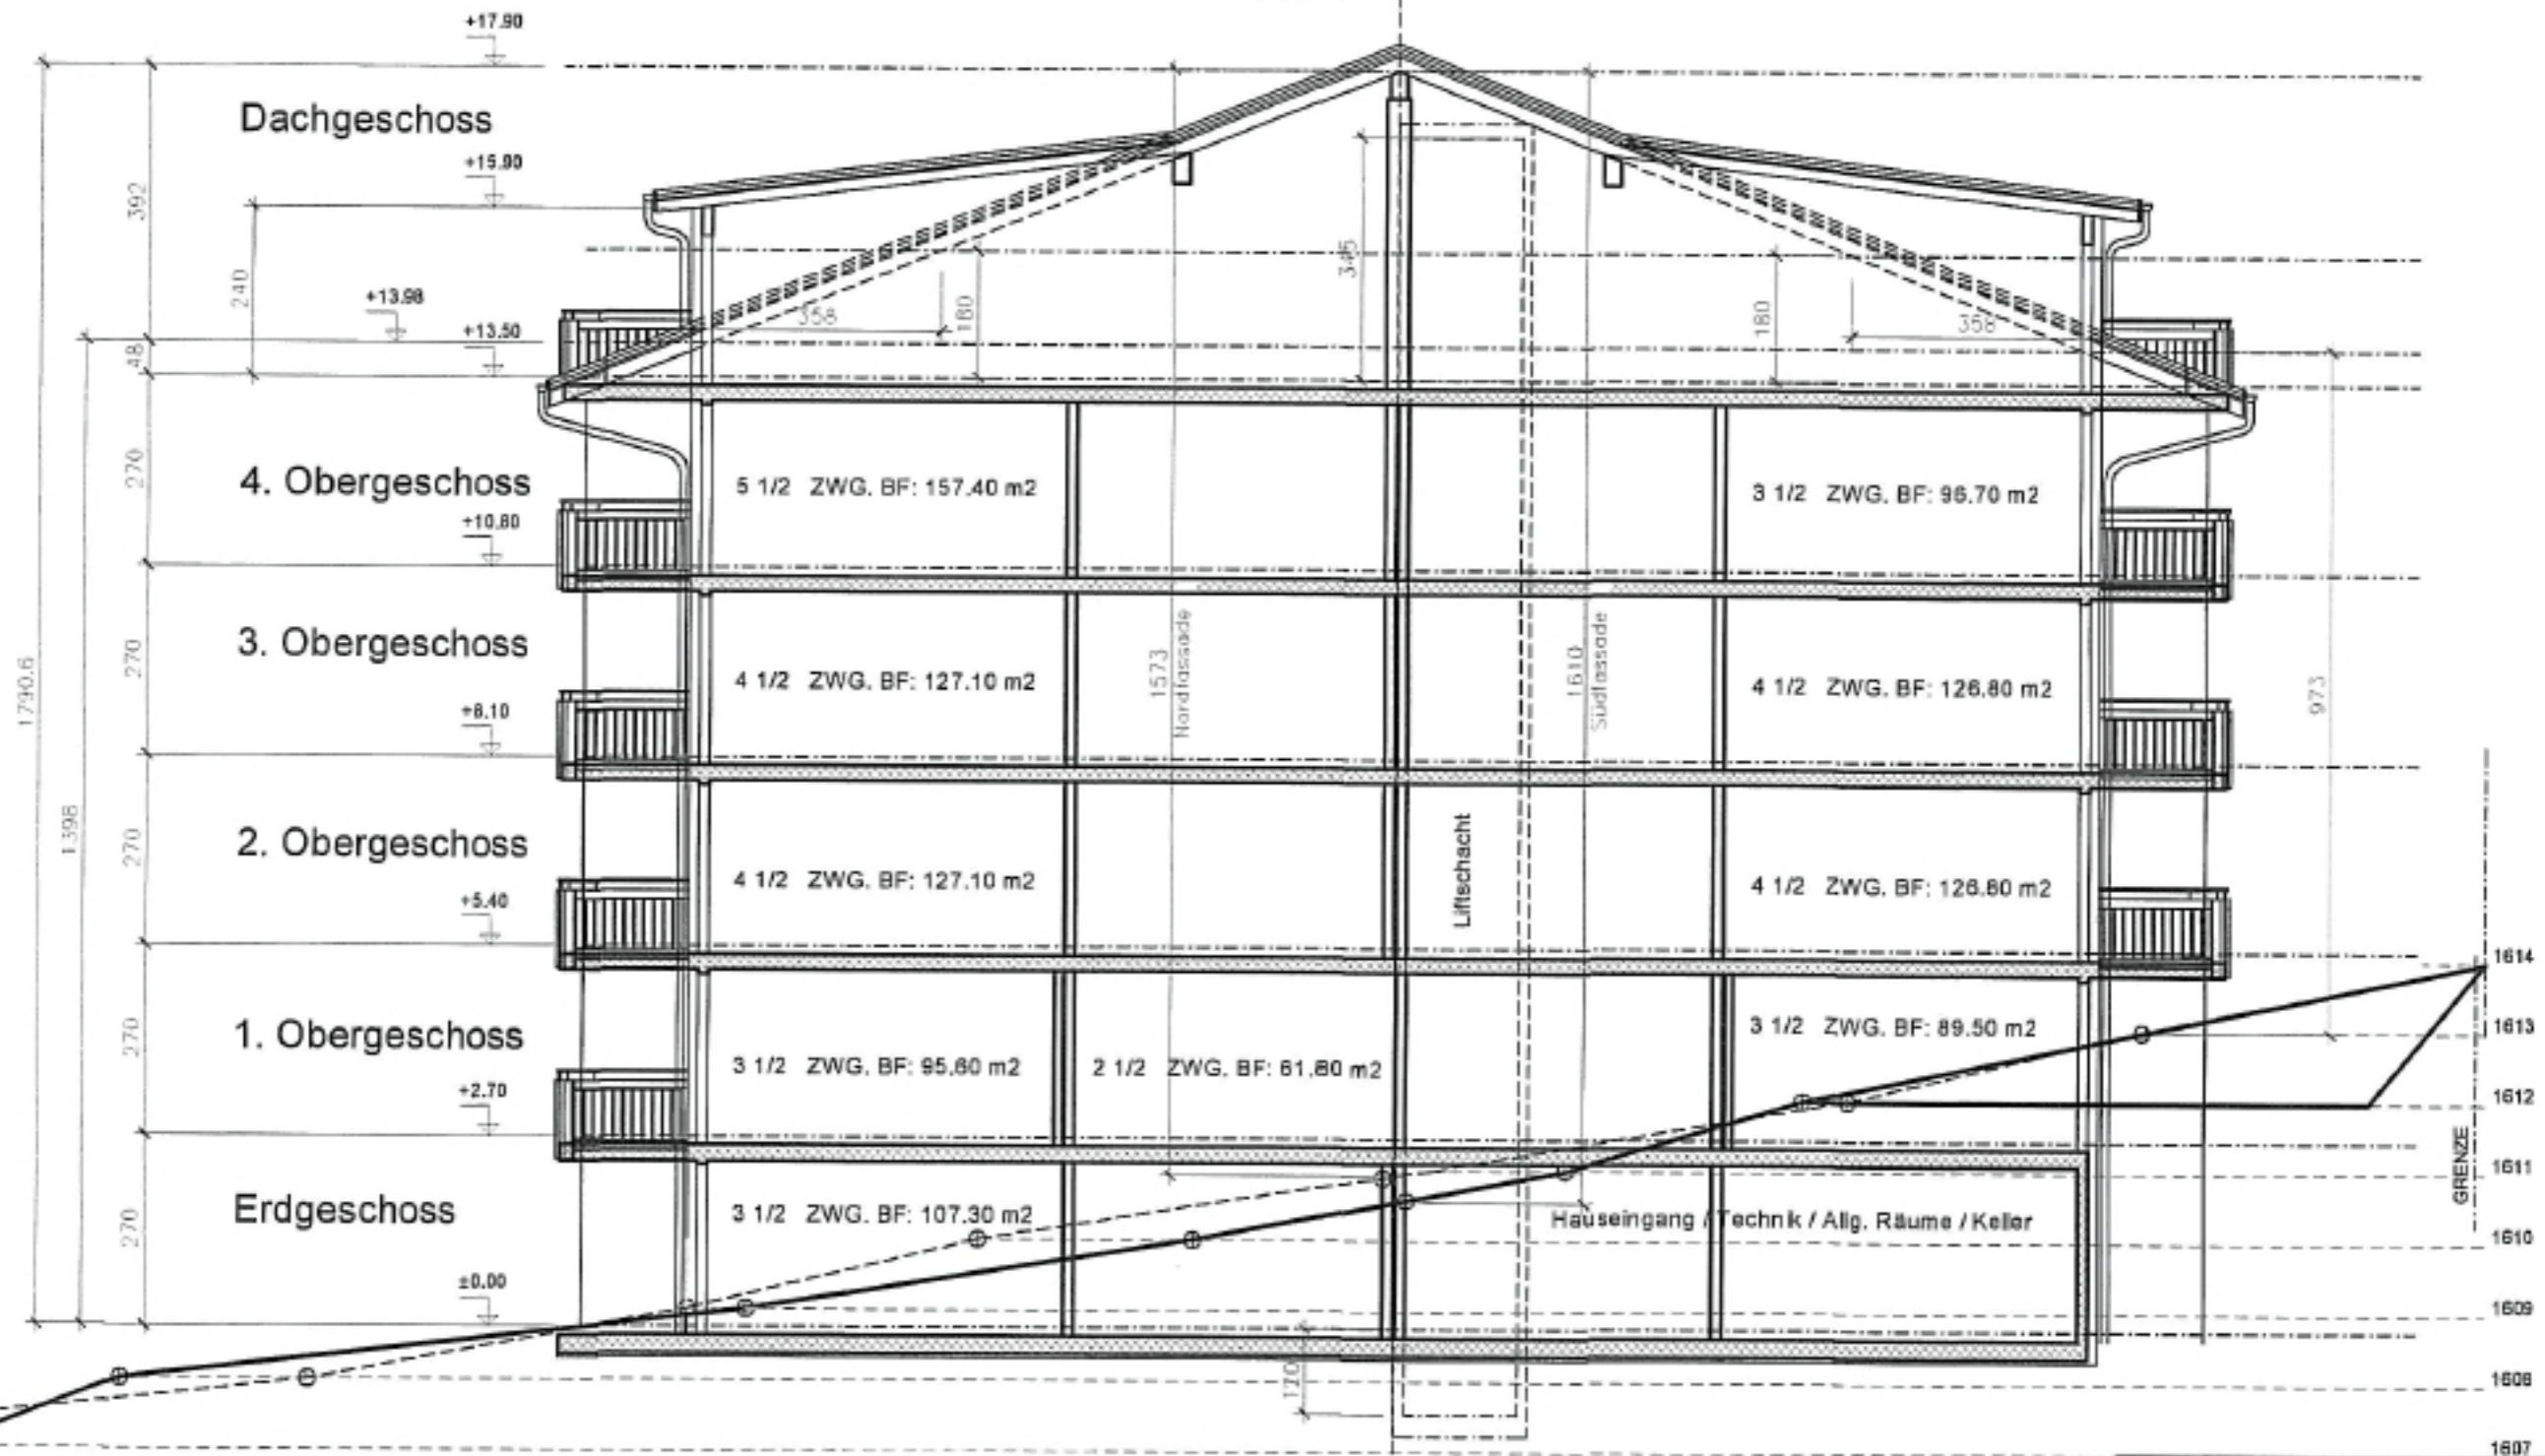 +17.90
Dachgeschoss
+15.90
392
240
345
+13.98
+13.50
358
180
180
358
48
4. Obergeschoss
270
5 1/2 ZWG. BF: 157.40 m2
3 1/2 ZWG. BF: 96.70 m2
+10.80
3. Obergeschoss
270
4 1/2 ZWG. BF: 127.10 m2
4 1/2 ZWG. BF: 126.80 m2
1790.6
1573
Nordfassade
1610
Südfassade
973
+8.10
2. Obergeschoss
1398
270
4 1/2 ZWG. BF: 127.10 m2
Liftschacht
4 1/2 ZWG. BF: 126.80 m2
+5.40
1614
1. Obergeschoss
270
3 1/2 ZWG. BF: 89.50 m2
1613
3 1/2 ZWG. BF: 95.60 m2
2 1/2 ZWG. BF: 61.80 m2
+2.70
1612
GRENZE
1611
Erdgeschoss
270
3 1/2 ZWG. BF: 107.30 m2
Hauseingang / Technik / Allg. Räume / Keller
1610
±0.00
1609
170
1608
1607